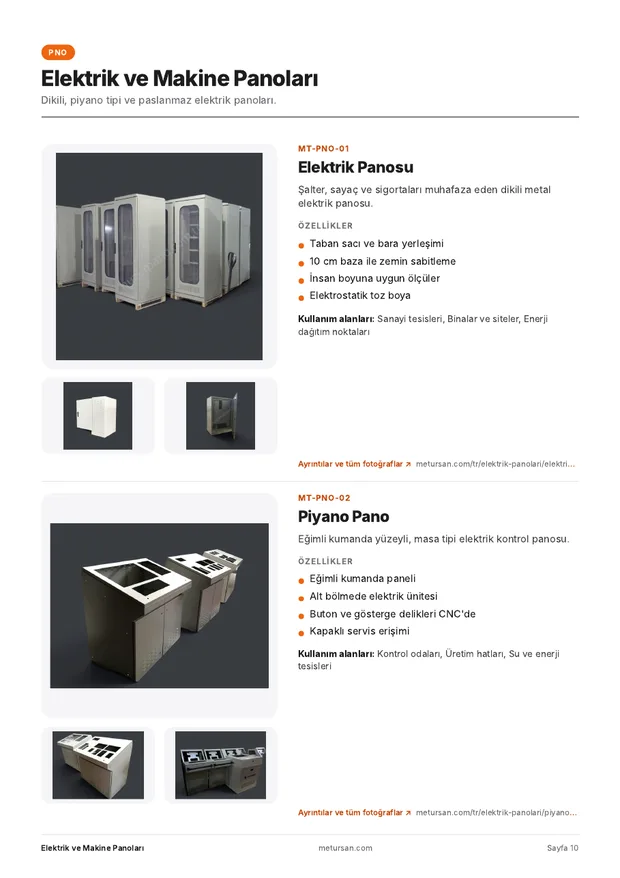 PNO
Elektrik ve Makine Panoları
Dikili, piyano tipi ve paslanmaz elektrik panoları.
MT-PNO-01
Elektrik Panosu
Şalter, sayaç ve sigortaları muhafaza eden dikili metal
elektrik panosu.
ÖZELLİKLER
Taban sacı ve bara yerleşimi
10 cm baza ile zemin sabitleme
İnsan boyuna uygun ölçüler
Elektrostatik toz boya
Kullanım alanları: Sanayi tesisleri, Binalar ve siteler, Enerji
dağıtım noktaları
Ayrıntılar ve tüm fotoğraflar ↗ metursan.com/tr/elektrik-panolari/elektri...
MT-PNO-02
Piyano Pano
Eğimli kumanda yüzeyli, masa tipi elektrik kontrol panosu.
ÖZELLİKLER
Eğimli kumanda paneli
Alt bölmede elektrik ünitesi
Buton ve gösterge delikleri CNC'de
Kapaklı servis erişimi
Kullanım alanları: Kontrol odaları, Üretim hatları, Su ve enerji
tesisleri
Ayrıntılar ve tüm fotoğraflar ↗ metursan.com/tr/elektrik-panolari/piyano...
Elektrik ve Makine Panoları
metursan.com
Sayfa 10